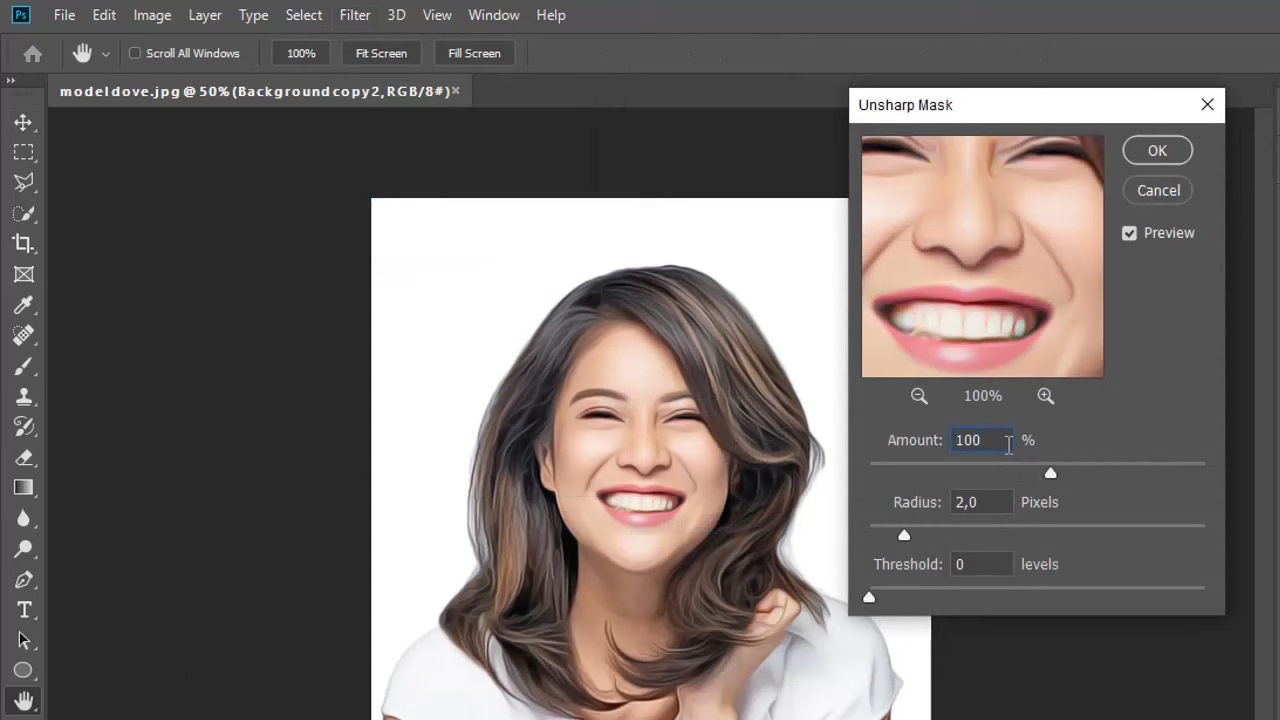 Ps File Edit Image Layer Type Select Filter 3D View Window Help
Scroll All Windows 100% Fit Screen Fill Screen
modeldove.jpg @ 50% (Background copy 2, RGB/8#) ×
Unsharp Mask
OK
Cancel
Preview
100%
Amount: 100 %
Radius: 2,0 Pixels
Threshold: 0 levels
T